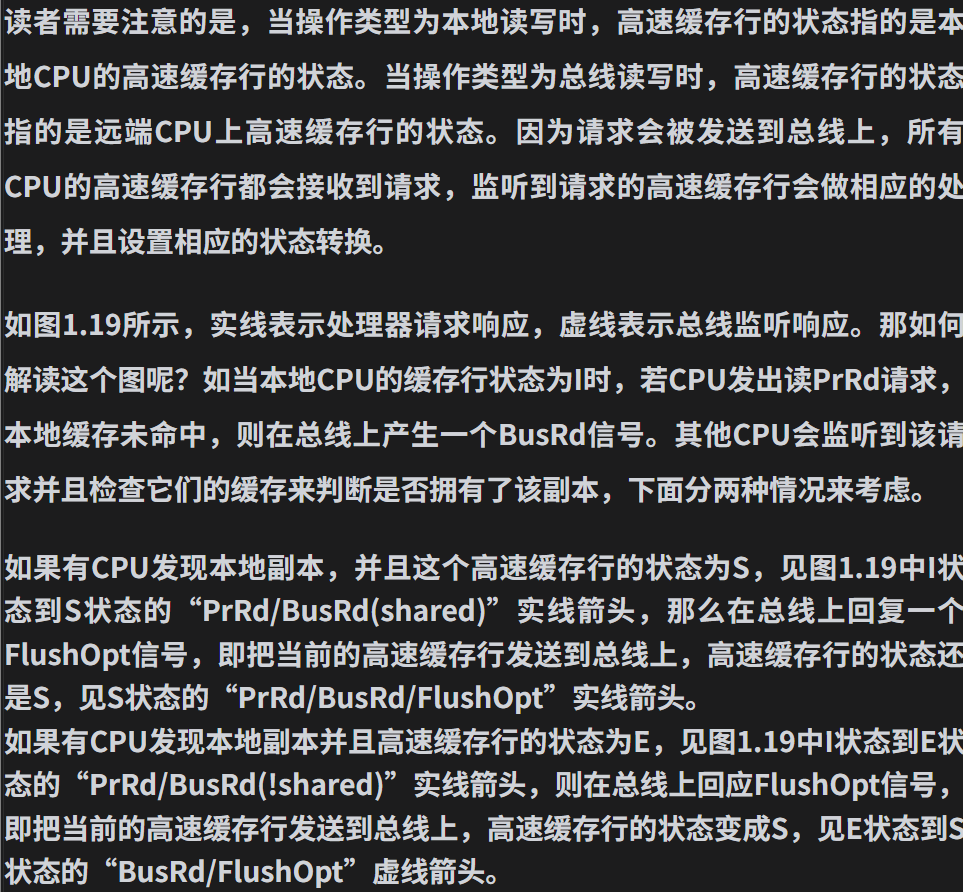 读者需要注意的是，当操作类型为本地读写时，高速缓存行的状态指的是本
地CPU的高速缓存行的状态。当操作类型为总线读写时，高速缓存行的状态
指的是远端CPU上高速缓存行的状态。因为请求会被发送到总线上，所有
CPU的高速缓存行都会接收到请求，监听到请求的高速缓存行会做相应的处
理，并且设置相应的状态转换。
如图1.19所示，实线表示处理器请求响应，虚线表示总线监听响应。那如何
解读这个图呢？如当本地CPU的缓存行状态为I时，若CPU发出读PrRd请求，
本地缓存未命中，则在总线上产生一个BusRd信号。其他CPU会监听到该请
求并且检查它们的缓存来判断是否拥有了该副本，下面分两种情况来考虑。
如果有CPU发现本地副本，并且这个高速缓存行的状态为S，见图1.19中I状
态到S状态的“PrRd/BusRd(shared)”实线箭头，那么在总线上回复一个
FlushOpt信号，即把当前的高速缓存行发送到总线上，高速缓存行的状态还
是S，见S状态的“PrRd/BusRd/FlushOpt”实线箭头。
如果有CPU发现本地副本并且高速缓存行的状态为E，见图1.19中I状态到E状
态的“PrRd/BusRd(!shared)”实线箭头，则在总线上回应FlushOpt信号，
即把当前的高速缓存行发送到总线上，高速缓存行的状态变成S，见E状态到S
状态的“BusRd/FlushOpt”虚线箭头。